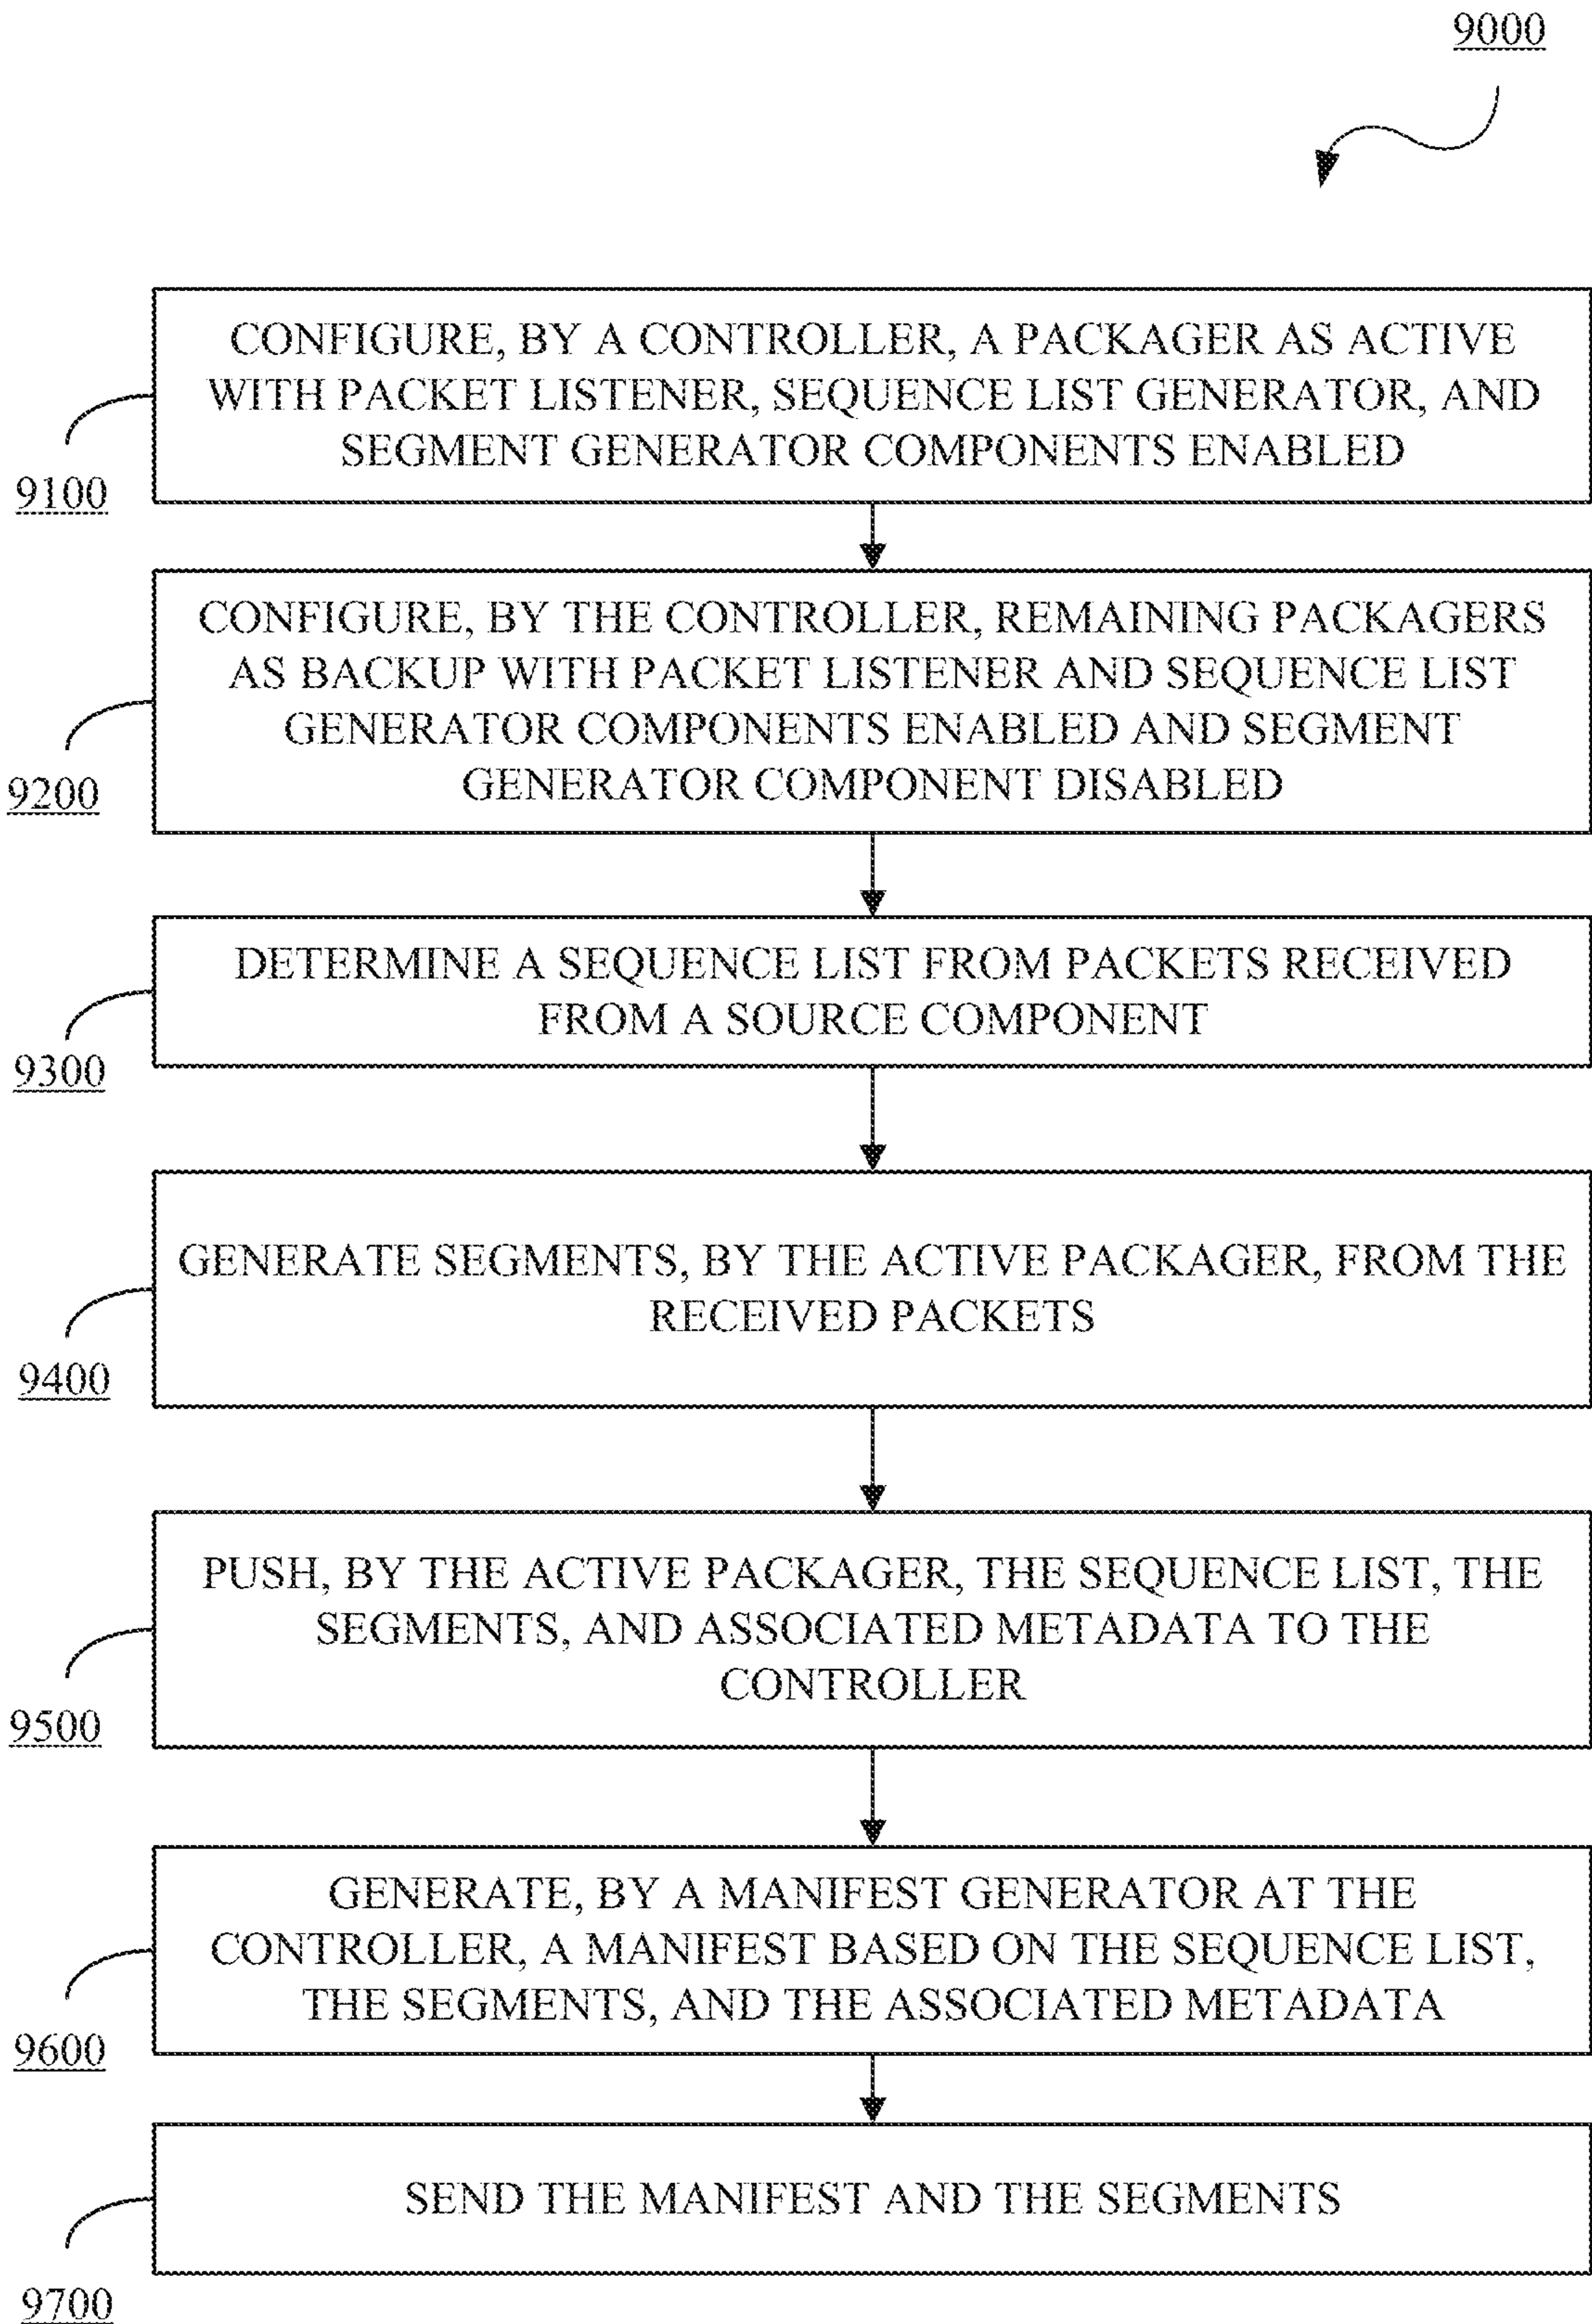 9000
CONFIGURE, BY A CONTROLLER, A PACKAGER AS ACTIVE
WITH PACKET LISTENER, SEQUENCE LIST GENERATOR, AND
SEGMENT GENERATOR COMPONENTS ENABLED
9100
CONFIGURE, BY THE CONTROLLER, REMAINING PACKAGERS
AS BACKUP WITH PACKET LISTENER AND SEQUENCE LIST
GENERATOR COMPONENTS ENABLED AND SEGMENT
GENERATOR COMPONENT DISABLED
9200
DETERMINE A SEQUENCE LIST FROM PACKETS RECEIVED
FROM A SOURCE COMPONENT
9300
GENERATE SEGMENTS, BY THE ACTIVE PACKAGER, FROM THE
RECEIVED PACKETS
9400
PUSH, BY THE ACTIVE PACKAGER, THE SEQUENCE LIST, THE
SEGMENTS, AND ASSOCIATED METADATA TO THE
CONTROLLER
9500
GENERATE, BY A MANIFEST GENERATOR AT THE
CONTROLLER, A MANIFEST BASED ON THE SEQUENCE LIST,
THE SEGMENTS, AND THE ASSOCIATED METADATA
9600
SEND THE MANIFEST AND THE SEGMENTS
9700